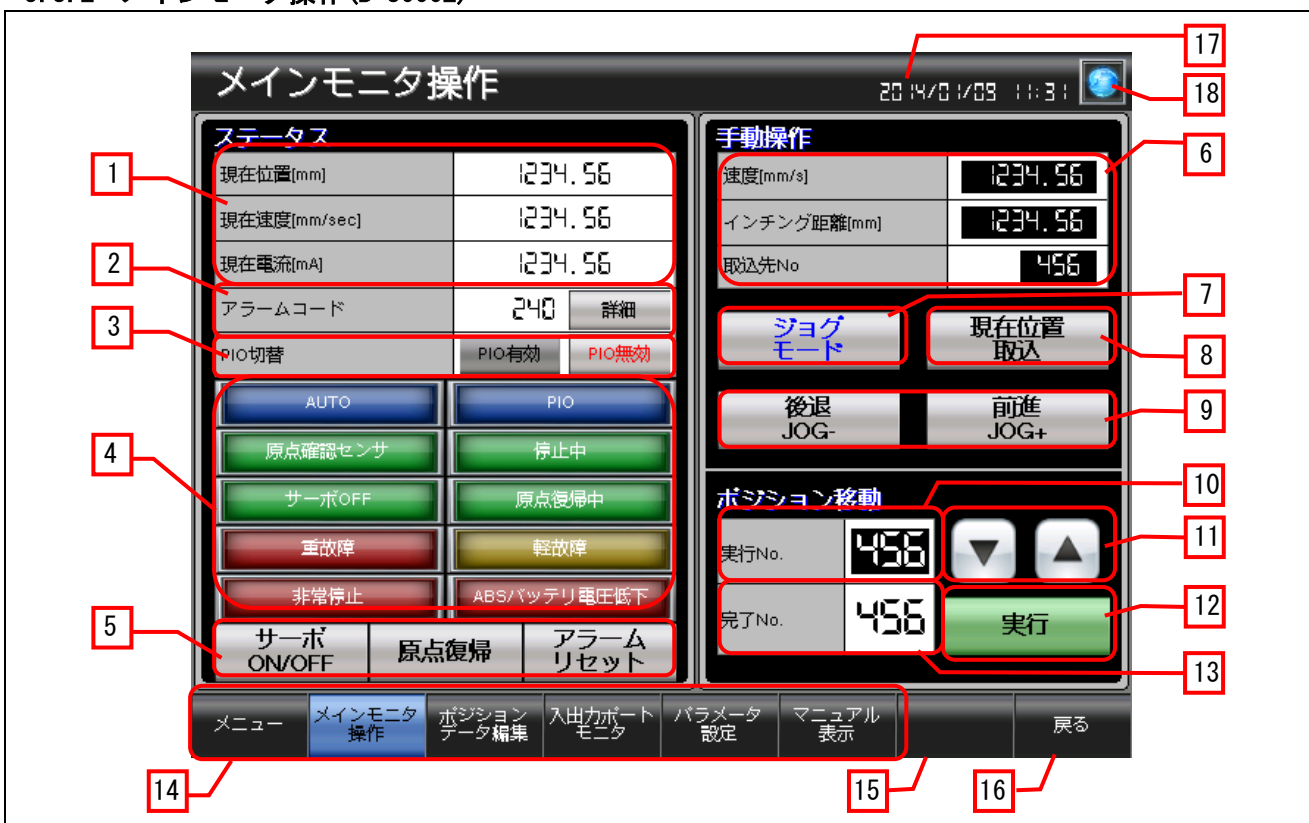 メインモニタ操作
2014/01/09 11:31
17
18
ステータス
現在位置[mm] 1234.56
現在速度[mm/sec] 1234.56
現在電流[mA] 1234.56
アラームコード 240 詳細
PIO切替 PIO有効 PIO無効
AUTO PIO
原点確認センサ 停止中
サーボOFF 原点復帰中
重故障 軽故障
非常停止 ABSバッテリ電圧低下
サーボ
ON/OFF
原点復帰
アラーム
リセット
1
2
3
4
5
手動操作
速度[mm/s] 1234.56
インチング距離[mm] 1234.56
取込先No 456
ジョグ
モード
現在位置
取込
後退
JOG-
前進
JOG+
6
7
8
9
ポジション移動
実行No. 456 ▼ ▲
完了No. 456 実行
10
11
12
13
メニュー
メインモニタ
操作
ポジション
データ編集
入出力ポート
モニタ
パラメータ
設定
マニュアル
表示
戻る
14
15
16